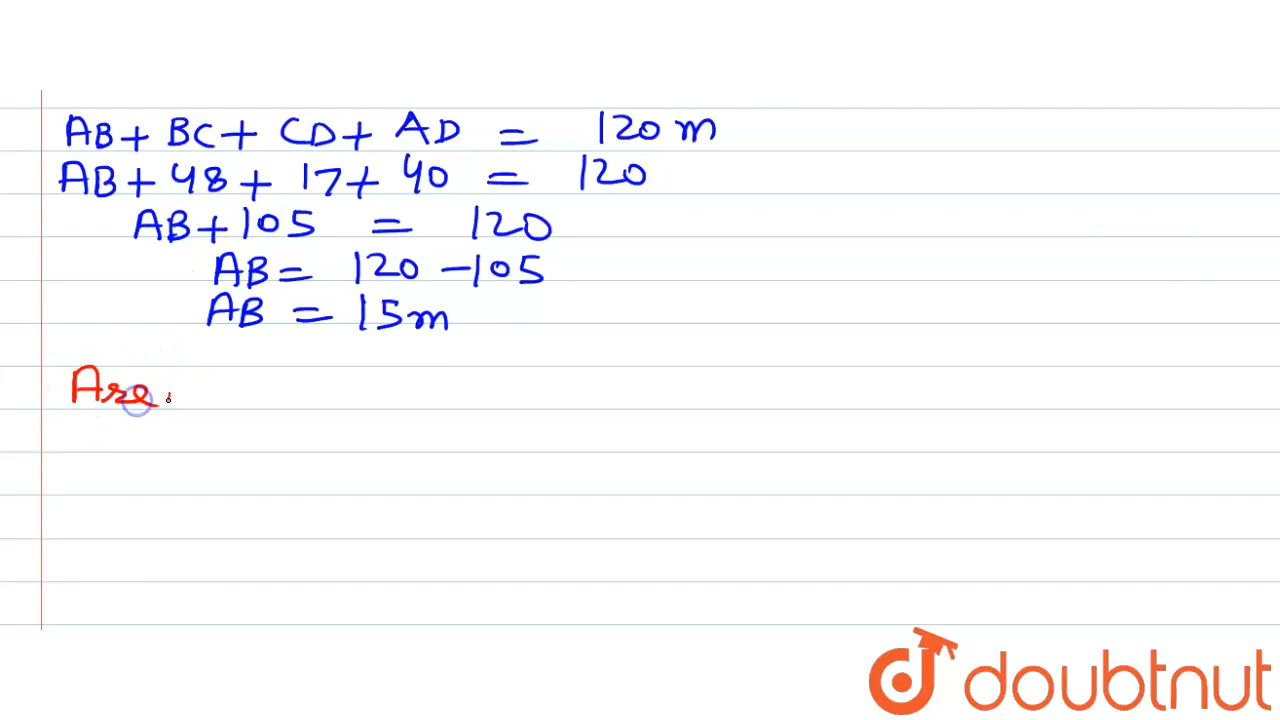 AB + BC + CD + AD = 120 m
AB + 48 + 17 + 40 = 120
AB + 105 = 120
AB = 120 - 105
AB = 15 m
Are
doubtnut